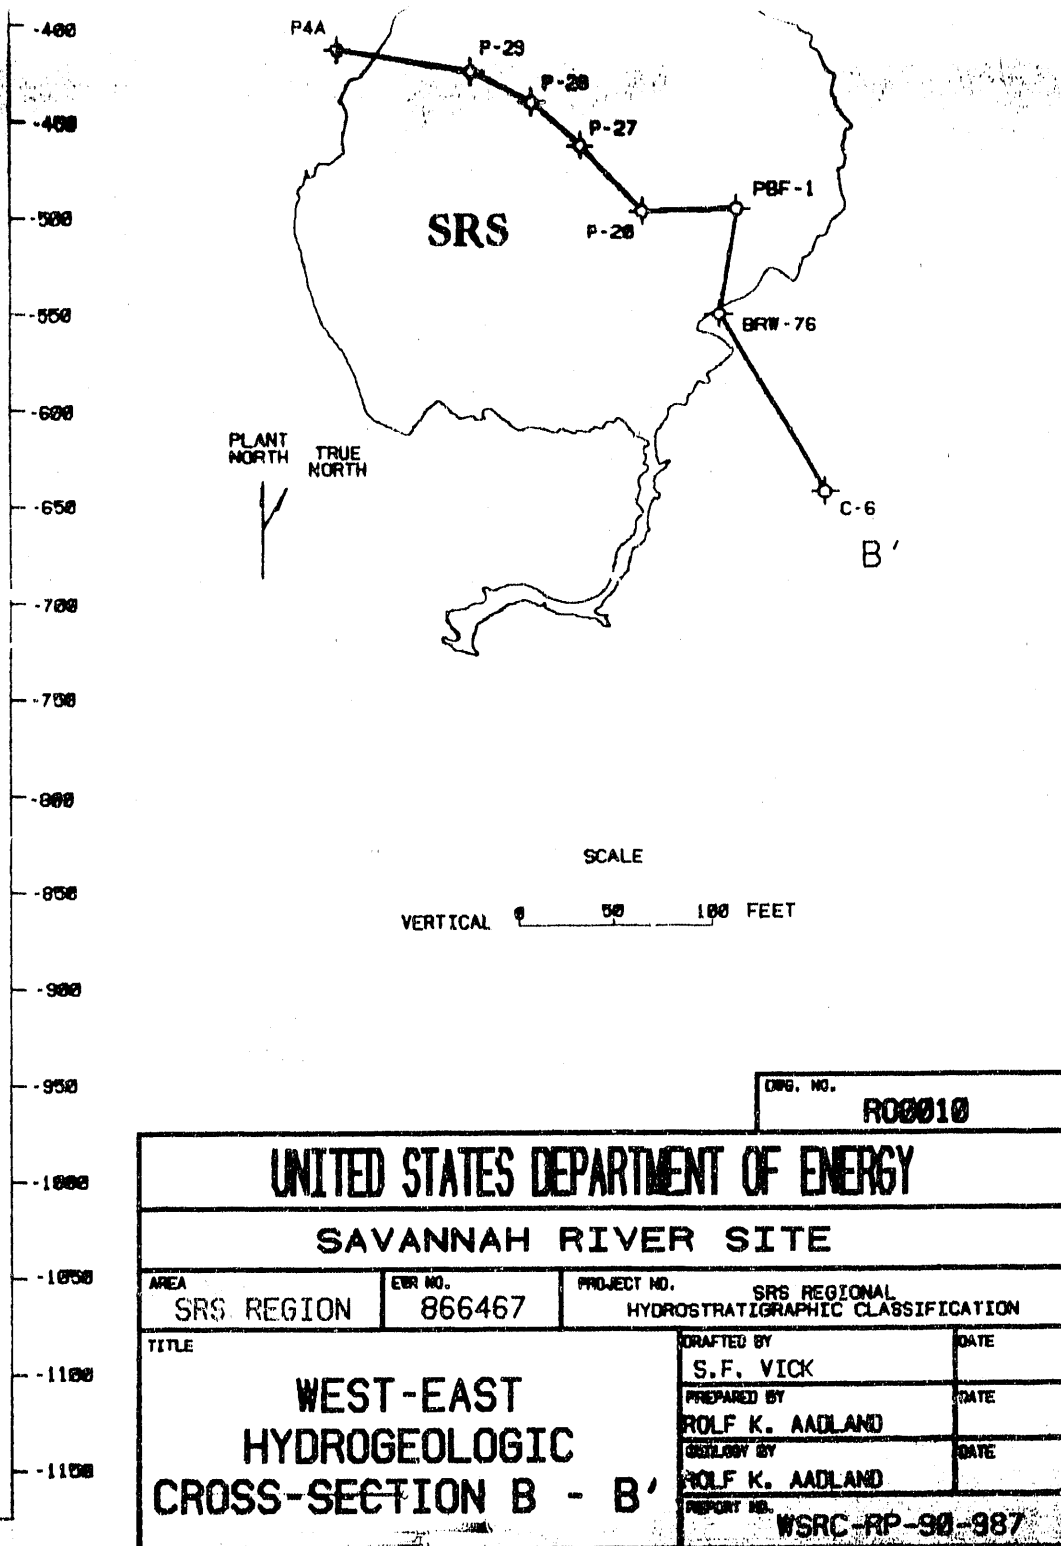 -400
P4A
P-29
P-28
-450
P-27
PBF-1
-500
SRS
P-20
-550
BRW-76
-600
PLANT
NORTH
TRUE
NORTH
-650
C-6
B'
-700
-750
-800
SCALE
-850
VERTICAL 0 50 100 FEET
-900
-950
DWG. NO.
RO0010
UNITED STATES DEPARTMENT OF ENERGY
-1000
SAVANNAH RIVER SITE
-1050
AREA
SRS REGION
EWR NO.
866467
PROJECT NO.
SRS REGIONAL
HYDROSTRATIGRAPHIC CLASSIFICATION
TITLE
WEST-EAST
HYDROGEOLOGIC
CROSS-SECTION B - B'
-1100
-1150
DRAFTED BY
S.F. VICK
DATE
PREPARED BY
ROLF K. AADLAND
DATE
GEOLOGY BY
ROLF K. AADLAND
DATE
REPORT NO.
WSRC-RP-90-987